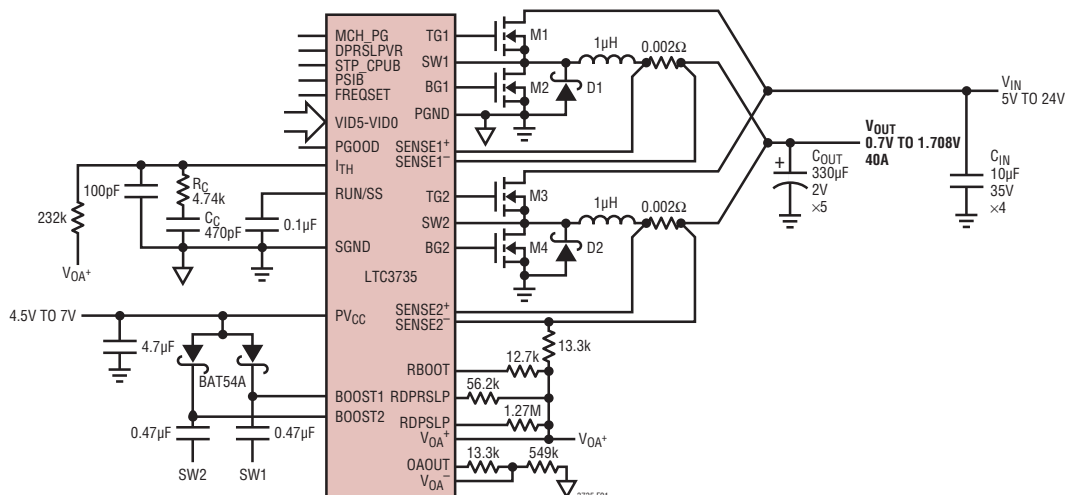 MCH_PG
DPRSLPVR
STP_CPUB
PSIB
FREQSET
VID5-VID0
PGOOD
ITH
RUN/SS
SGND
LTC3735
PVCC
BOOST1
BOOST2
TG1
SW1
BG1
PGND
SENSE1+
SENSE1–
TG2
SW2
BG2
SENSE2+
SENSE2–
RBOOT
RDPRSLP
RDPSLP
VOA+
OAOUT
VOA–
100pF
RC
4.74k
CC
470pF
0.1µF
232k
VOA+
4.5V TO 7V
4.7µF
BAT54A
0.47µF
0.47µF
SW2
SW1
M1
M2
D1
1µH
0.002Ω
M3
M4
D2
1µH
0.002Ω
VIN
5V TO 24V
VOUT
0.7V TO 1.708V
40A
+
COUT
330µF
2V
×5
CIN
10µF
35V
×4
13.3k
12.7k
56.2k
1.27M
VOA+
13.3k
549k